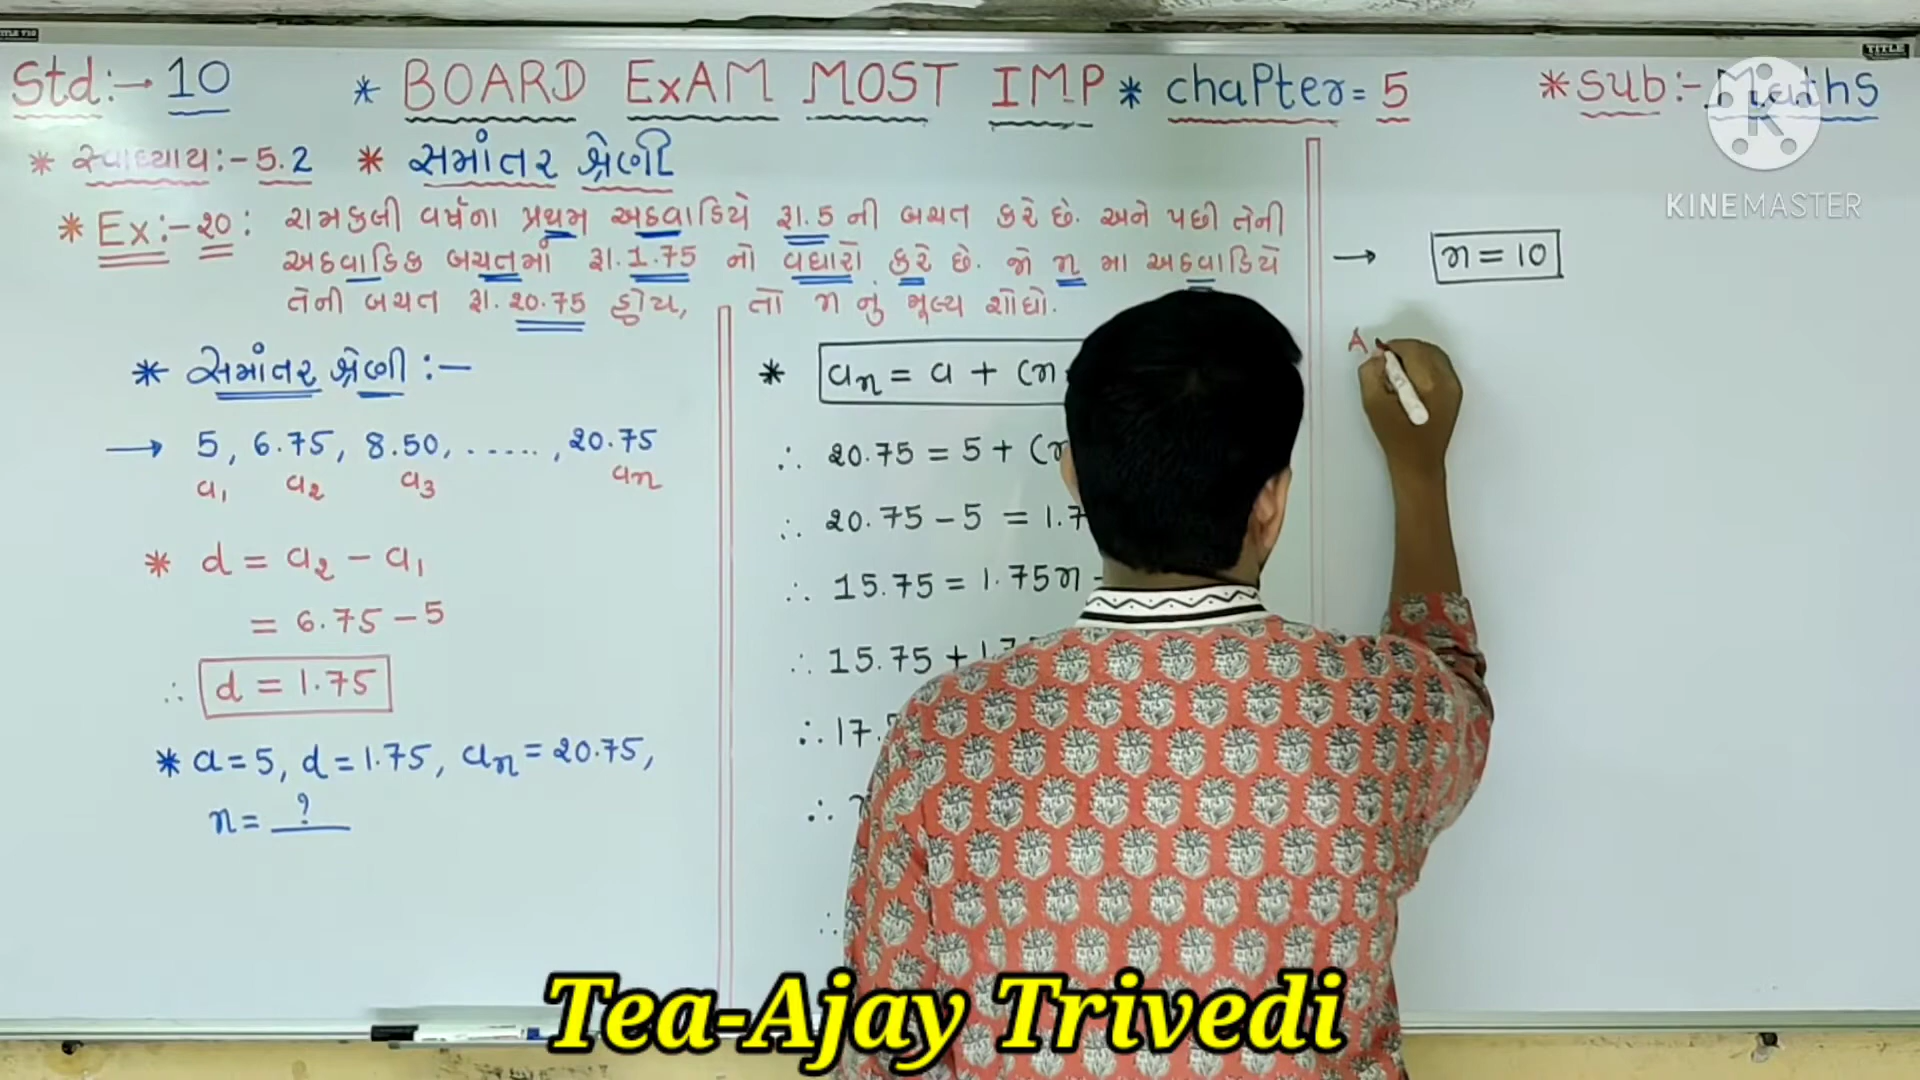 Std:→ 10 * BOARD ExAM MOST IMP * chaPter = 5 * Sub:- Maths
KINEMASTER
* સ્વાધ્યાય:- 5.2 * સમાંતર શ્રેણી
* Ex:- 20: રામકલી વર્ષના પ્રથમ અઠવાડિયે રૂા. 5 ની બચત કરે છે. અને પછી તેની
અઠવાડિક બચતમાં રૂા. 1.75 નો વધારો કરે છે. જો n મા અઠવાડિયે
તેની બચત રૂા. 20.75 હોય, તો n નું મૂલ્ય શોધો.
* સમાંતર શ્રેણી :-
→ 5, 6.75, 8.50, ......, 20.75
a₁ a₂ a₃ aₙ
* d = a₂ - a₁
= 6.75 - 5
∴ d = 1.75
* a = 5, d = 1.75, aₙ = 20.75,
n = ?
* aₙ = a + (n
∴ 20.75 = 5 + (n
∴ 20.75 - 5 = 1.7
∴ 15.75 = 1.75n -
∴ 15.75 + 1.7
∴ 17.
→ n = 10
A
Tea-Ajay Trivedi